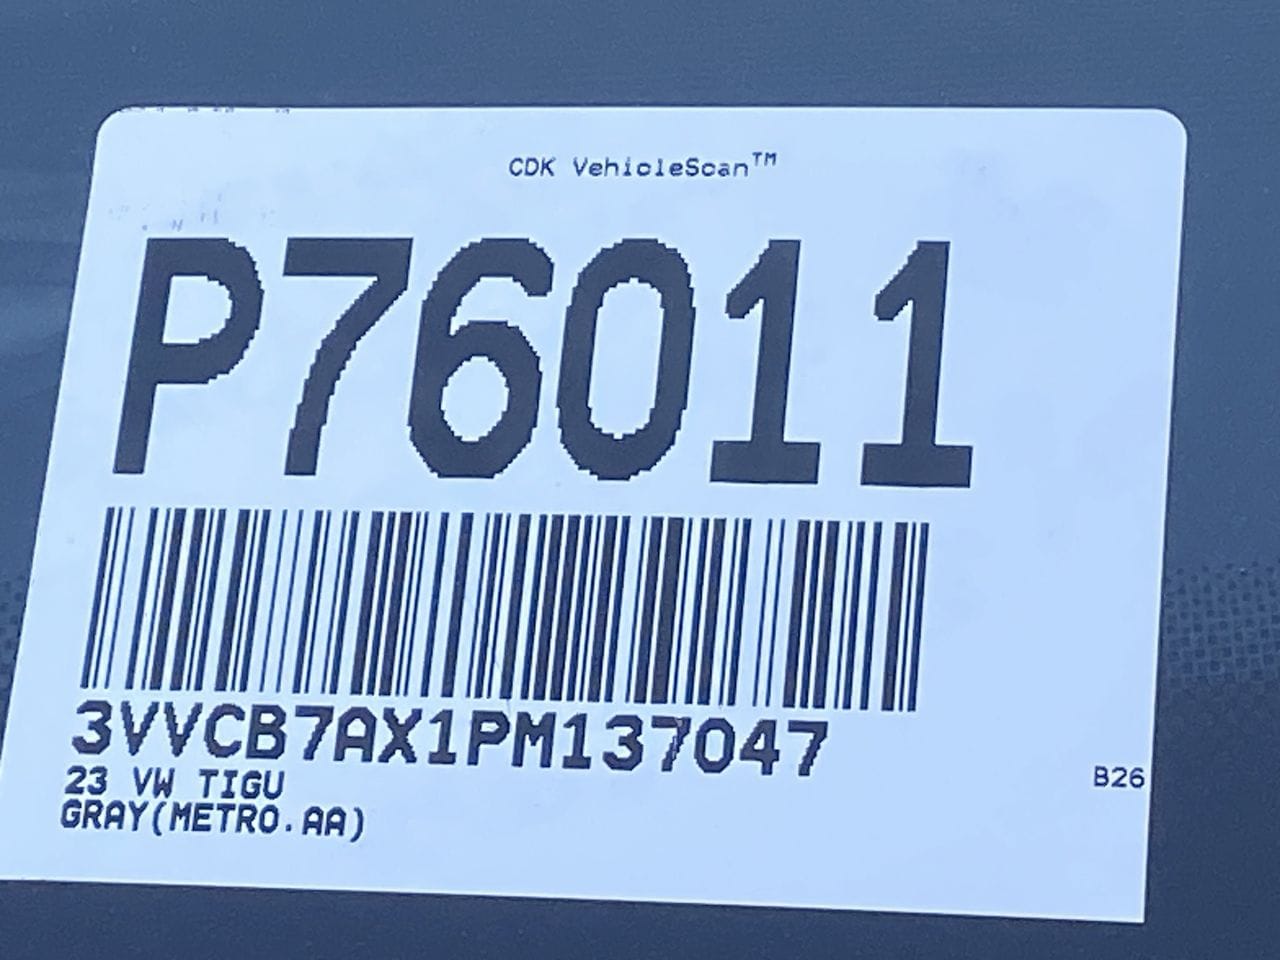 CDK VehicleScan™
P76011
3VVCB7AX1PM137047
23 VW TIGU
B26
GRAY(METRO.AA)